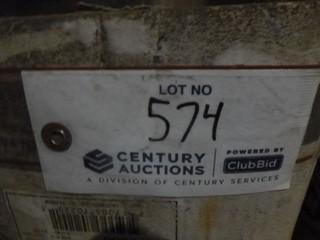 LOT NO
574
CENTURY AUCTIONS
POWERED BY
ClubBid
A DIVISION OF CENTURY SERVICES